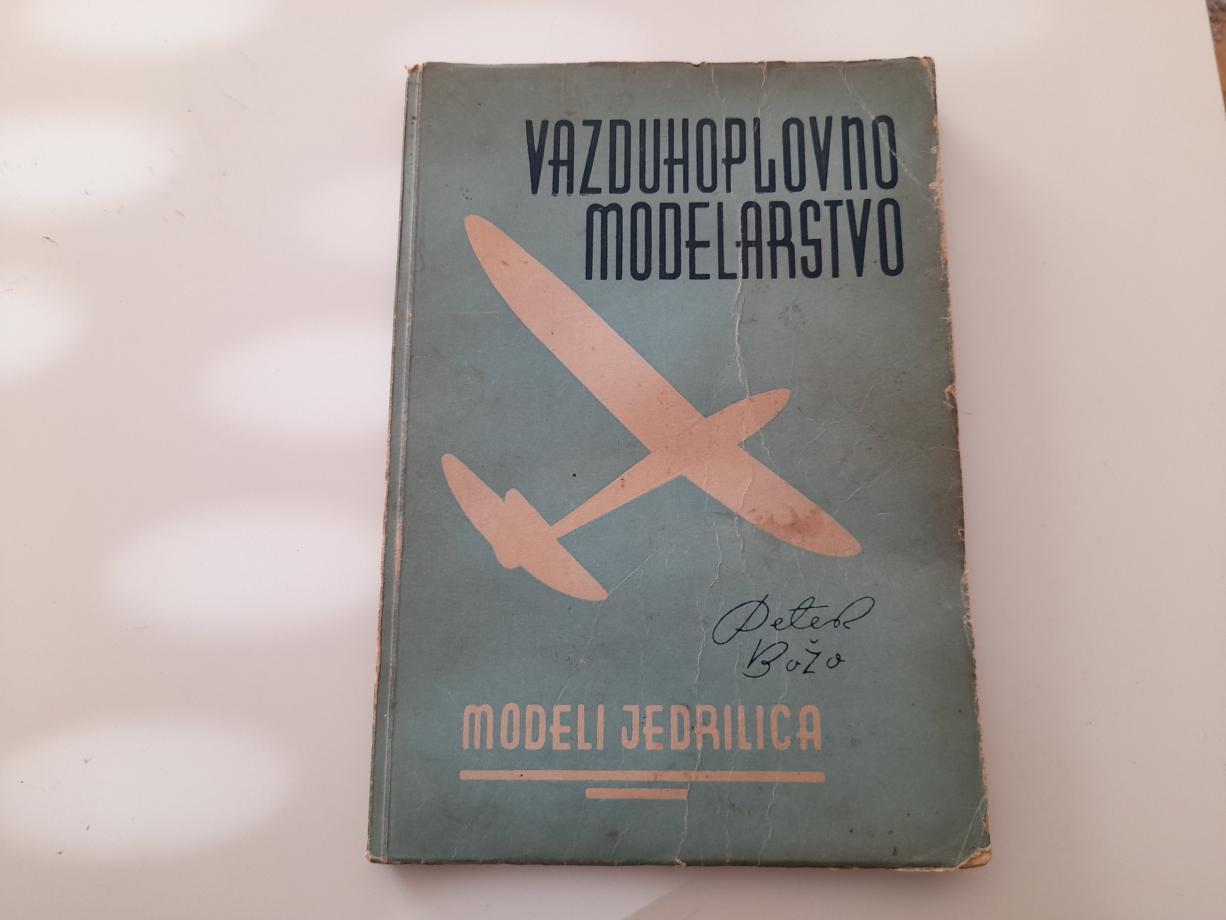 VAZDUHOPLOVNO
MODELARSTVO
Peter
Božo
MODELI JEDRILICA